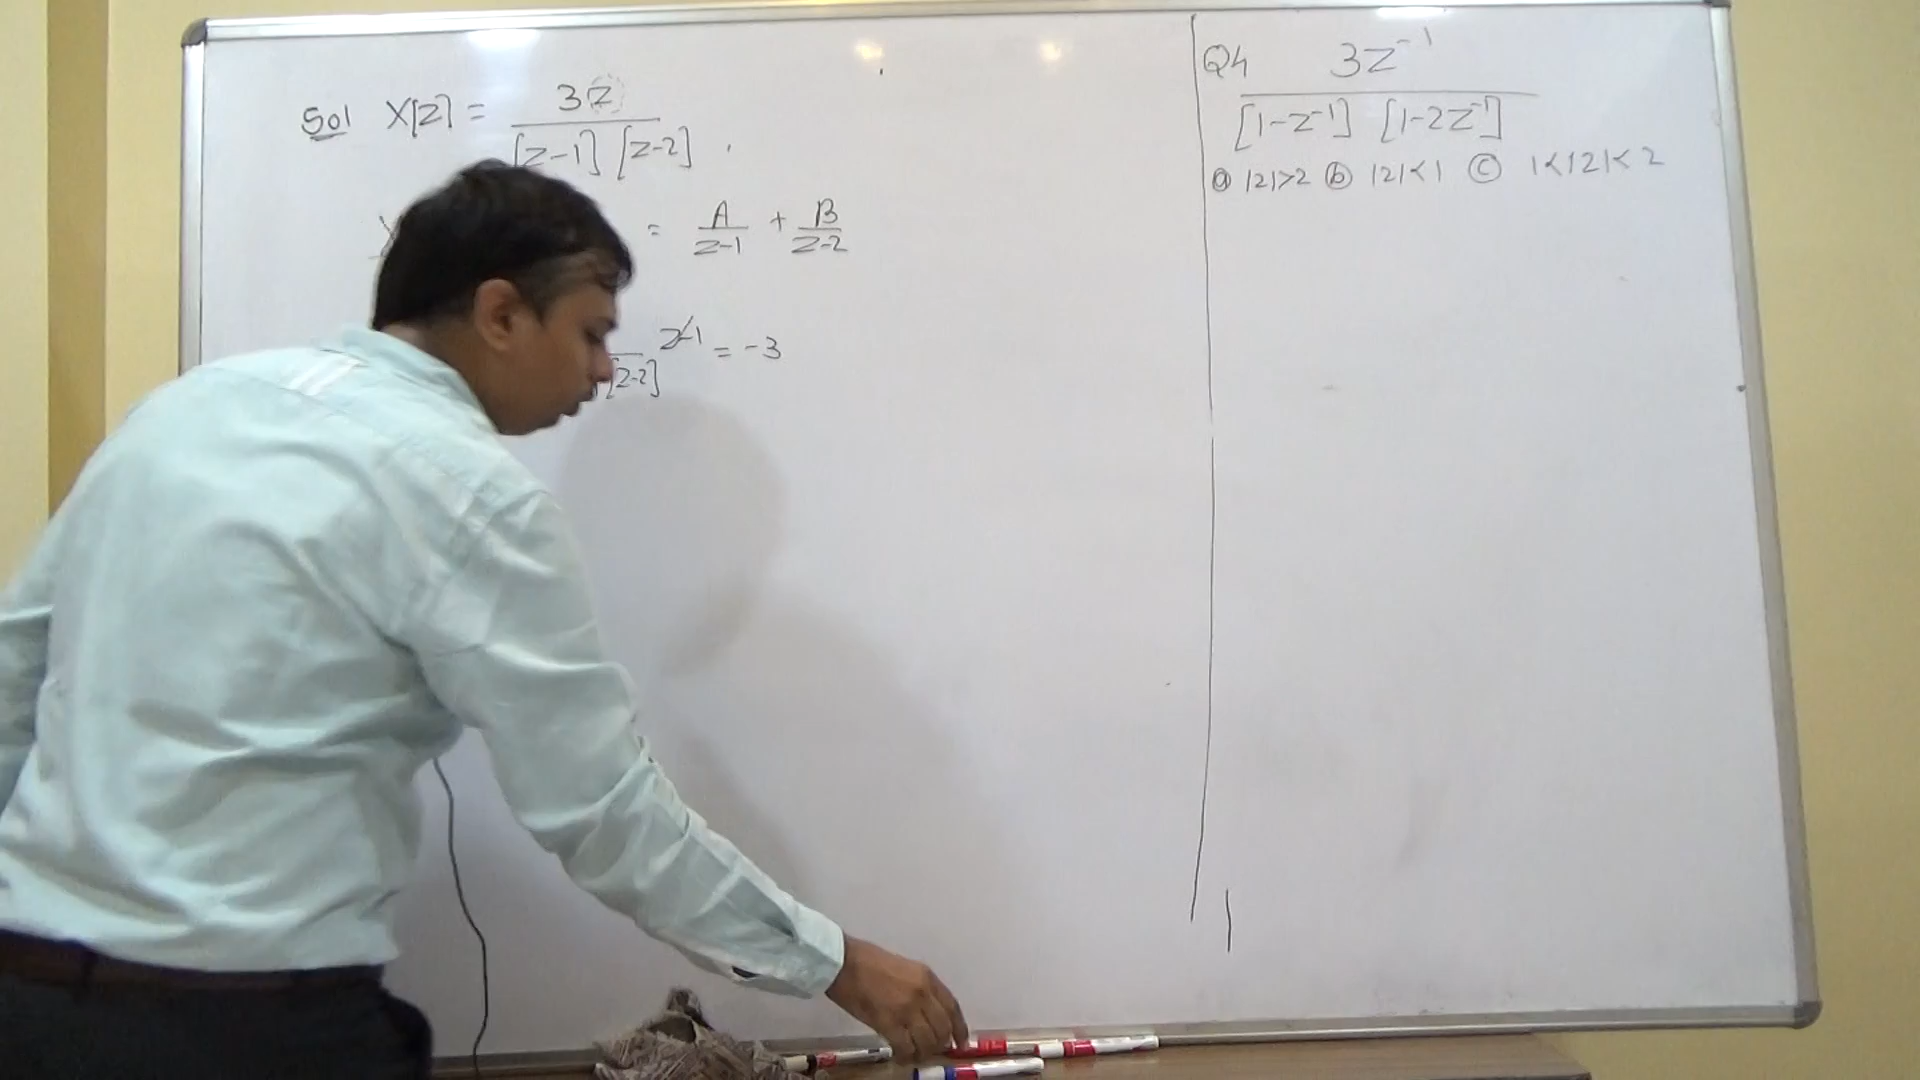 Sol X[Z] = 3Z / [Z-1] [Z-2]
= A/Z-1 + B/Z-2
[Z-2] Z-1 = -3
Q4 3Z^-1 / [1-Z^-1] [1-2Z^-1]
(a) |Z|>2 (b) |Z|<1 (c) 1<|Z|<2